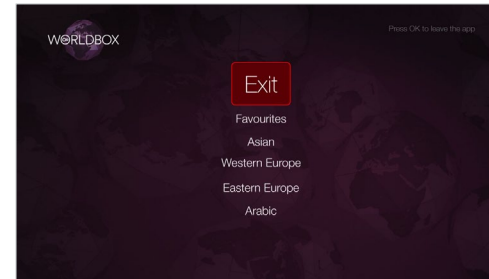 WORLDBOX
Press OK to leave this app
Exit
Favourites
Asian
Western Europe
Eastern Europe
Arabic